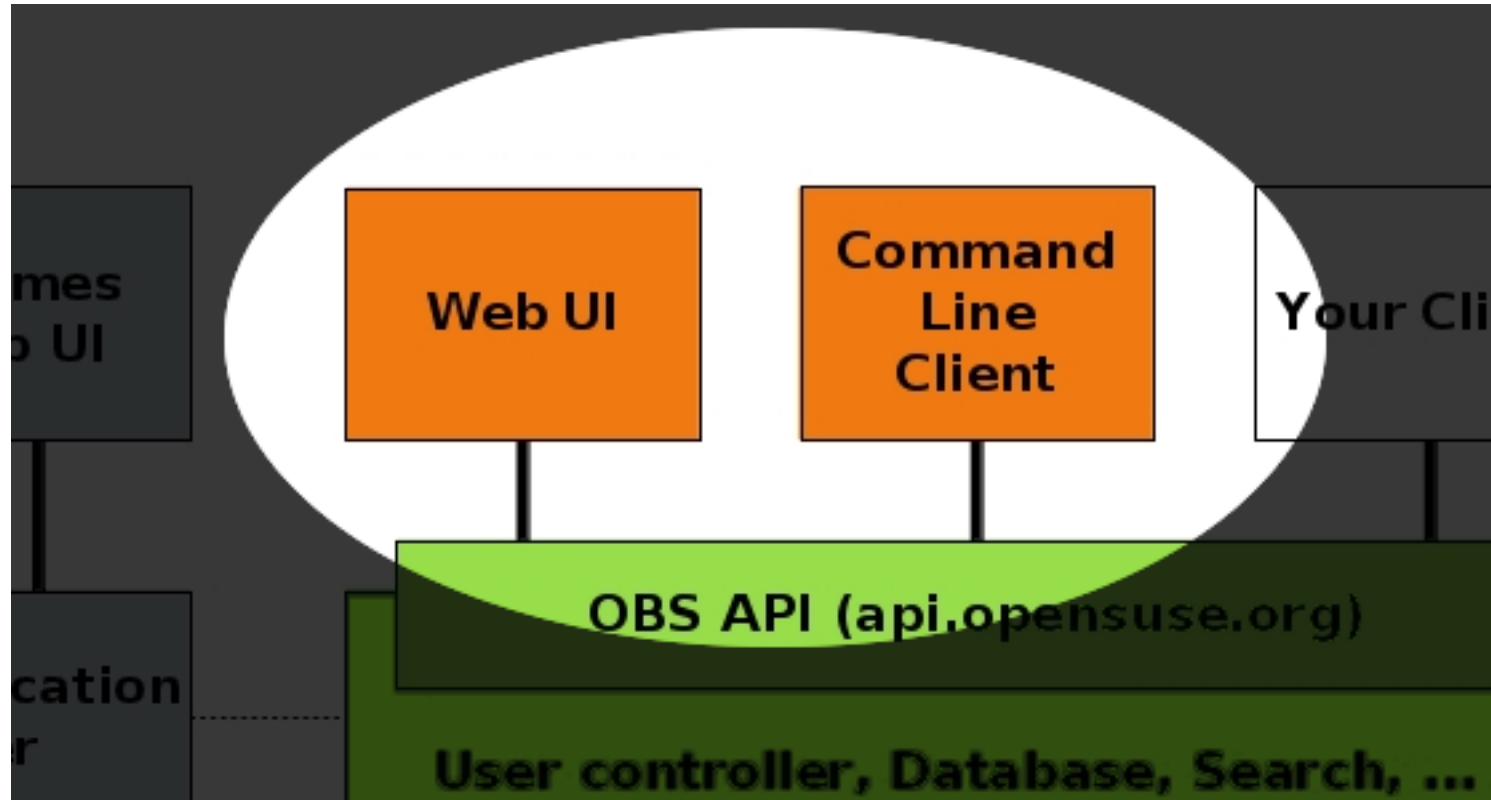 mes
UI
Web UI
Command
Line
Client
Your Cli
OBS API (api.opensuse.org)
cation
r
User controller, Database, Search, ...